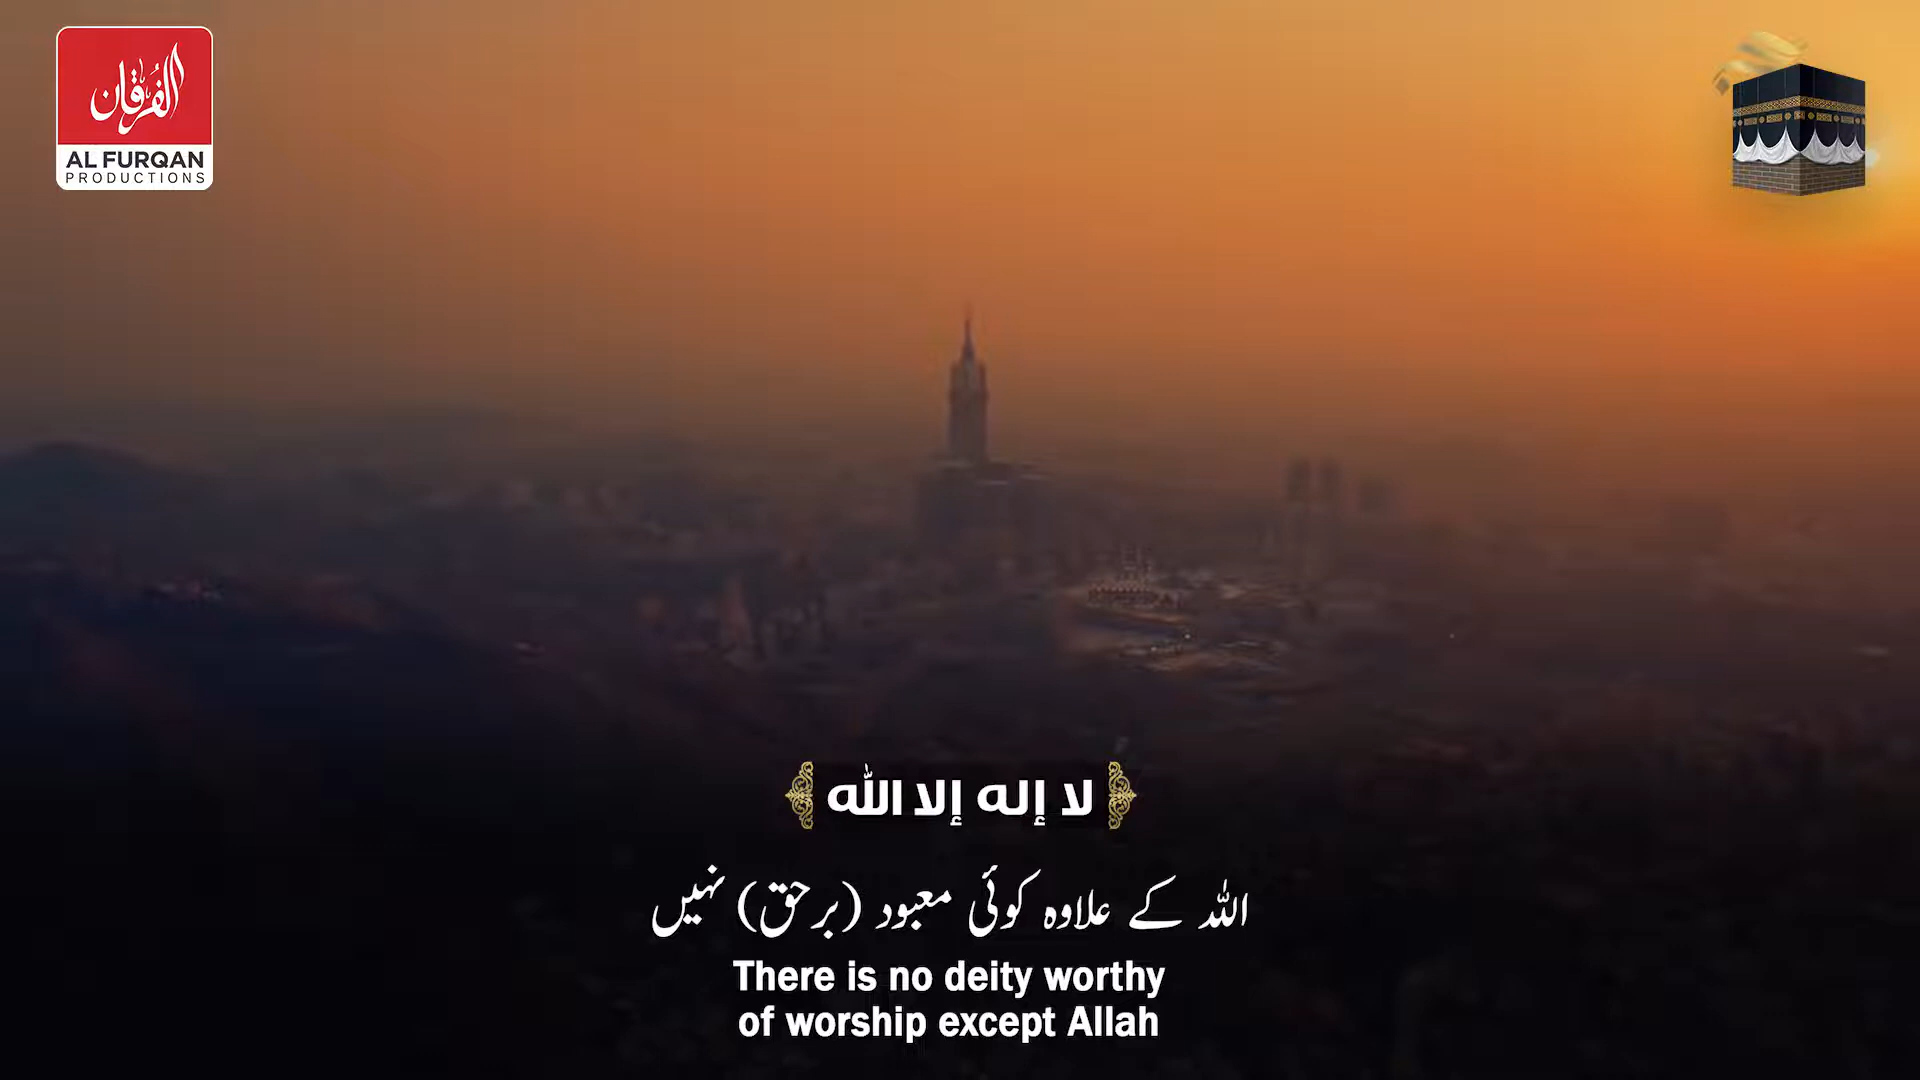 الفرقان
AL FURQAN
PRODUCTIONS
لا إله إلا الله
اللہ کے علاوہ کوئی معبود (برحق) نہیں
There is no deity worthy
of worship except Allah